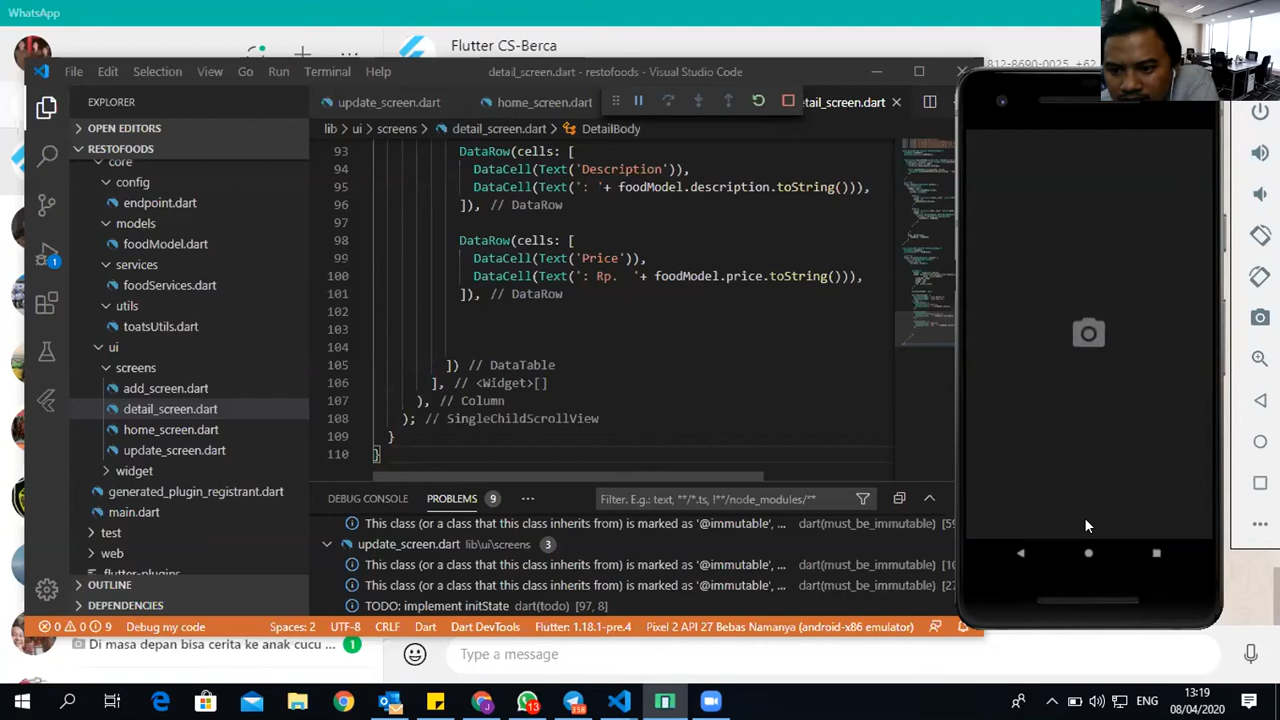 WhatsApp
Flutter CS-Berca
File Edit Selection View Go Run Terminal Help
detail_screen.dart - restofoods - Visual Studio Code
812-8690-0025, +62
EXPLORER
update_screen.dart
home_screen.dart
etail_screen.dart
OPEN EDITORS
lib > ui > screens > detail_screen.dart > DetailBody
RESTOFOODS
core
config
endpoint.dart
models
foodModel.dart
services
foodServices.dart
utils
toatsUtils.dart
ui
screens
add_screen.dart
detail_screen.dart
home_screen.dart
update_screen.dart
widget
generated_plugin_registrant.dart
main.dart
test
web
.flutter-plugins
OUTLINE
DEPENDENCIES
93 DataRow(cells: [
94 DataCell(Text('Description')),
95 DataCell(Text(': '+ foodModel.description.toString())),
96 ]), // DataRow
97
98 DataRow(cells: [
99 DataCell(Text('Price')),
100 DataCell(Text(': Rp.  '+ foodModel.price.toString())),
101 ]), // DataRow
102
103
104
105 ]) // DataTable
106 ], // <Widget>[]
107 ), // Column
108 ); // SingleChildScrollView
109 }
110 }
DEBUG CONSOLE PROBLEMS 9 ... Filter. E.g.: text, **/*.ts, !**/node_modules/**
This class (or a class that this class inherits from) is marked as '@immutable', ... dart(must_be_immutable) [59
update_screen.dart lib\ui\screens 3
This class (or a class that this class inherits from) is marked as '@immutable', ... dart(must_be_immutable) [10
This class (or a class that this class inherits from) is marked as '@immutable', ... dart(must_be_immutable) [27
TODO: implement initState dart(todo) [97, 8]
1
0 0 9 Debug my code Spaces: 2 UTF-8 CRLF Dart Dart DevTools Flutter: 1.18.1-pre.4 Pixel 2 API 27 Bebas Namanya (android-x86 emulator)
Di masa depan bisa cerita ke anak cucu ... 1
Type a message
13
358
ENG
13:19
08/04/2020